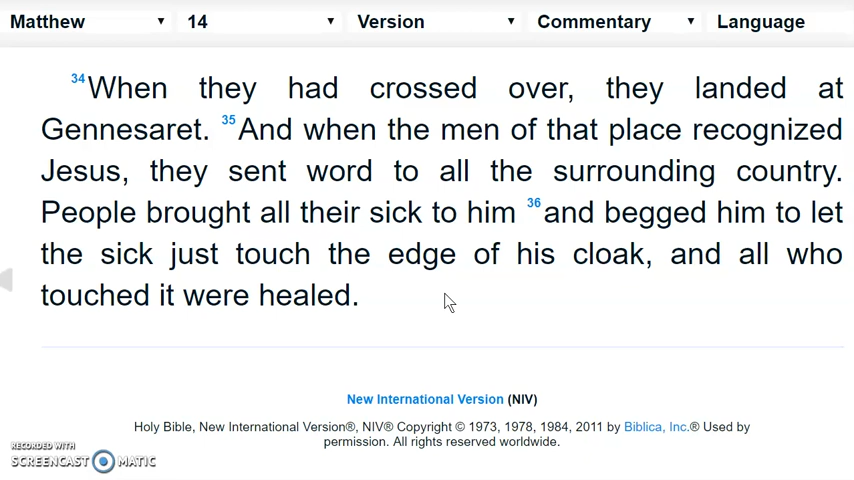 Matthew 14 Version Commentary Language
34When they had crossed over, they landed at
Gennesaret. 35And when the men of that place recognized
Jesus, they sent word to all the surrounding country.
People brought all their sick to him 36and begged him to let
the sick just touch the edge of his cloak, and all who
touched it were healed.
New International Version (NIV)
Holy Bible, New International Version®, NIV® Copyright © 1973, 1978, 1984, 2011 by Biblica, Inc.® Used by
permission. All rights reserved worldwide.
RECORDED WITH
SCREENCAST MATIC